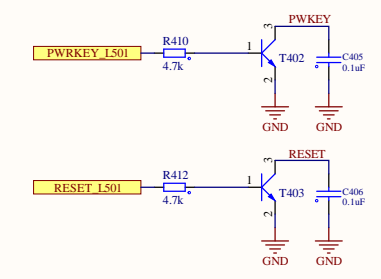 PWKEY
3
R410
PWRKEY_L501
1
T402
C405
0.1uF
4.7k
2
GND
GND
RESET
3
R412
RESET_L501
1
T403
C406
0.1uF
4.7k
2
GND
GND